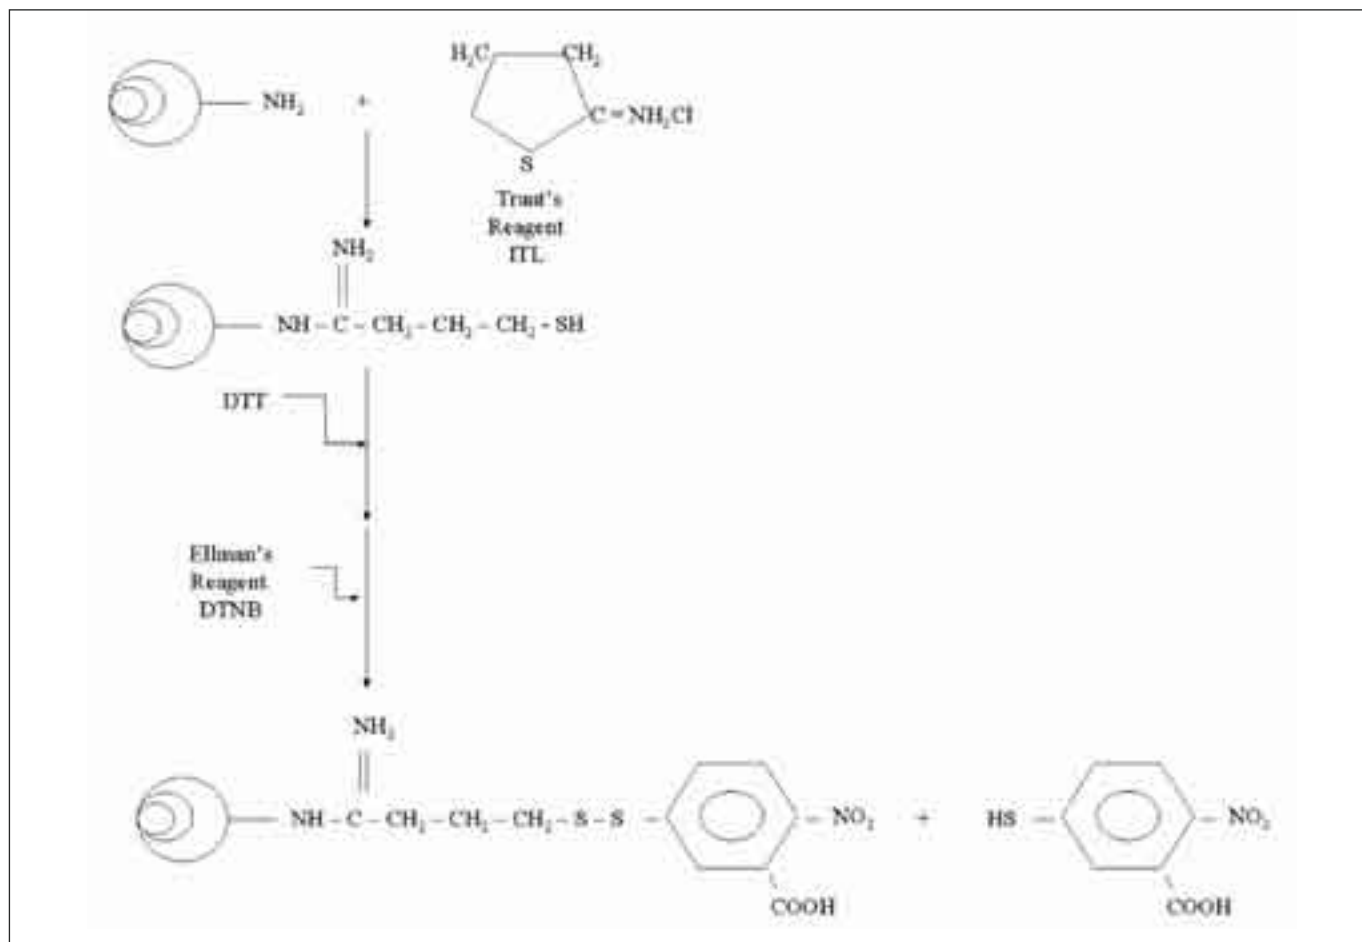 H₂C CH₂
NH₂ + C = NH₂Cl
S
Traut's
Reagent
ITL
NH₂
NH – C – CH₂ – CH₂ – CH₂ – SH
DTT
Ellman's
Reagent
DTNB
NH₂
NH – C – CH₂ – CH₂ – CH₂ – S – S – NO₂ + HS – NO₂
COOH COOH